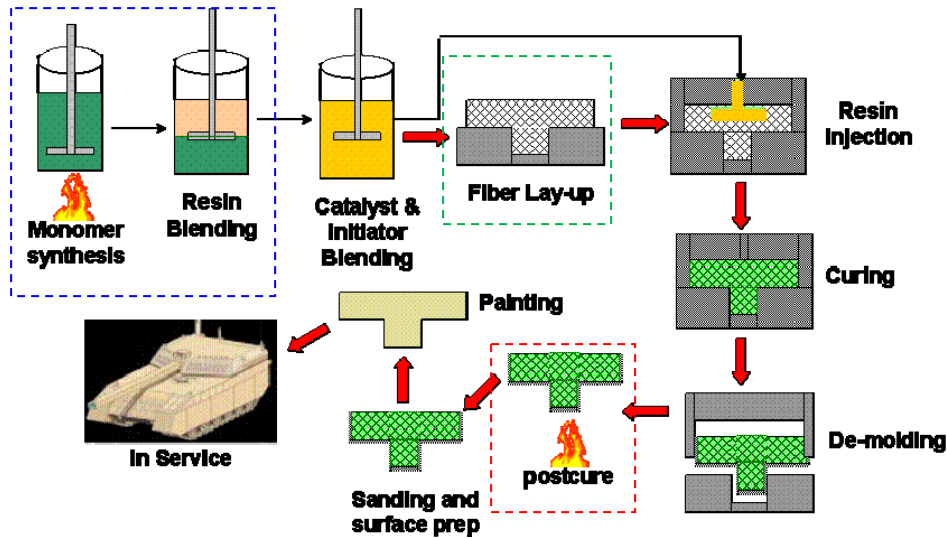 Monomer
synthesis
Resin
Blending
Catalyst &
Initiator
Blending
Fiber Lay-up
Resin
Injection
Curing
De-molding
postcure
Sanding and
surface prep
Painting
In Service